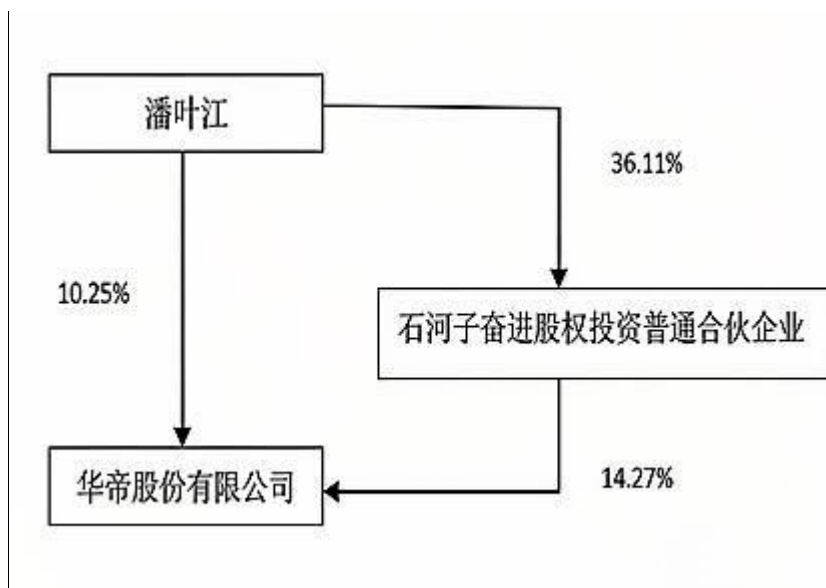 潘叶江
36.11%
10.25%
石河子奋进股权投资普通合伙企业
华帝股份有限公司
14.27%